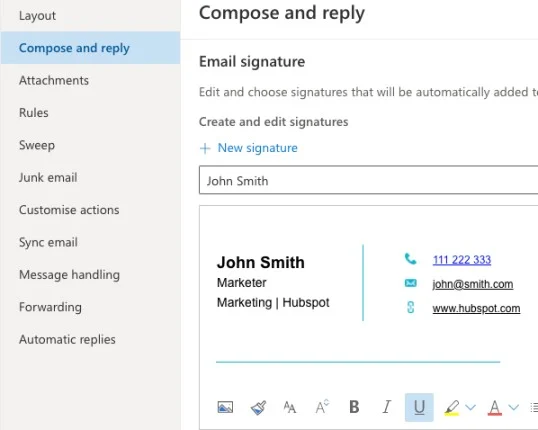 Layout
Compose and reply
Attachments
Rules
Sweep
Junk email
Customise actions
Sync email
Message handling
Forwarding
Automatic replies
Compose and reply
Email signature
Edit and choose signatures that will be automatically added
Create and edit signatures
+ New signature
John Smith
John Smith
Marketer
Marketing | Hubspot
111 222 333
john@smith.com
www.hubspot.com
B I U A